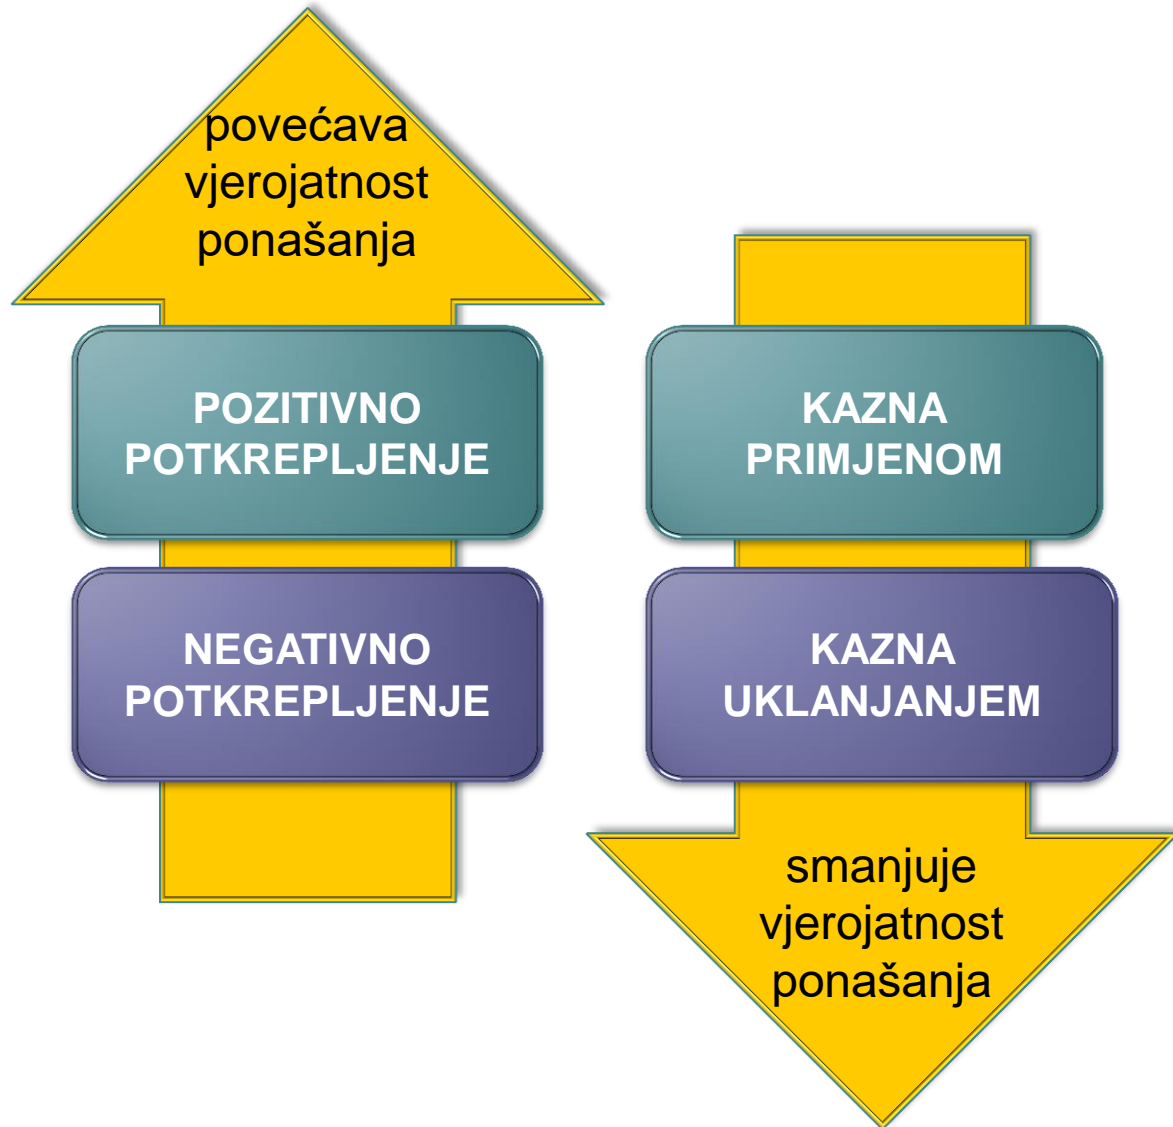 povećava
vjerojatnost
ponašanja
POZITIVNO
POTKREPLJENJE
NEGATIVNO
POTKREPLJENJE
KAZNA
PRIMJENOM
KAZNA
UKLANJANJEM
smanjuje
vjerojatnost
ponašanja